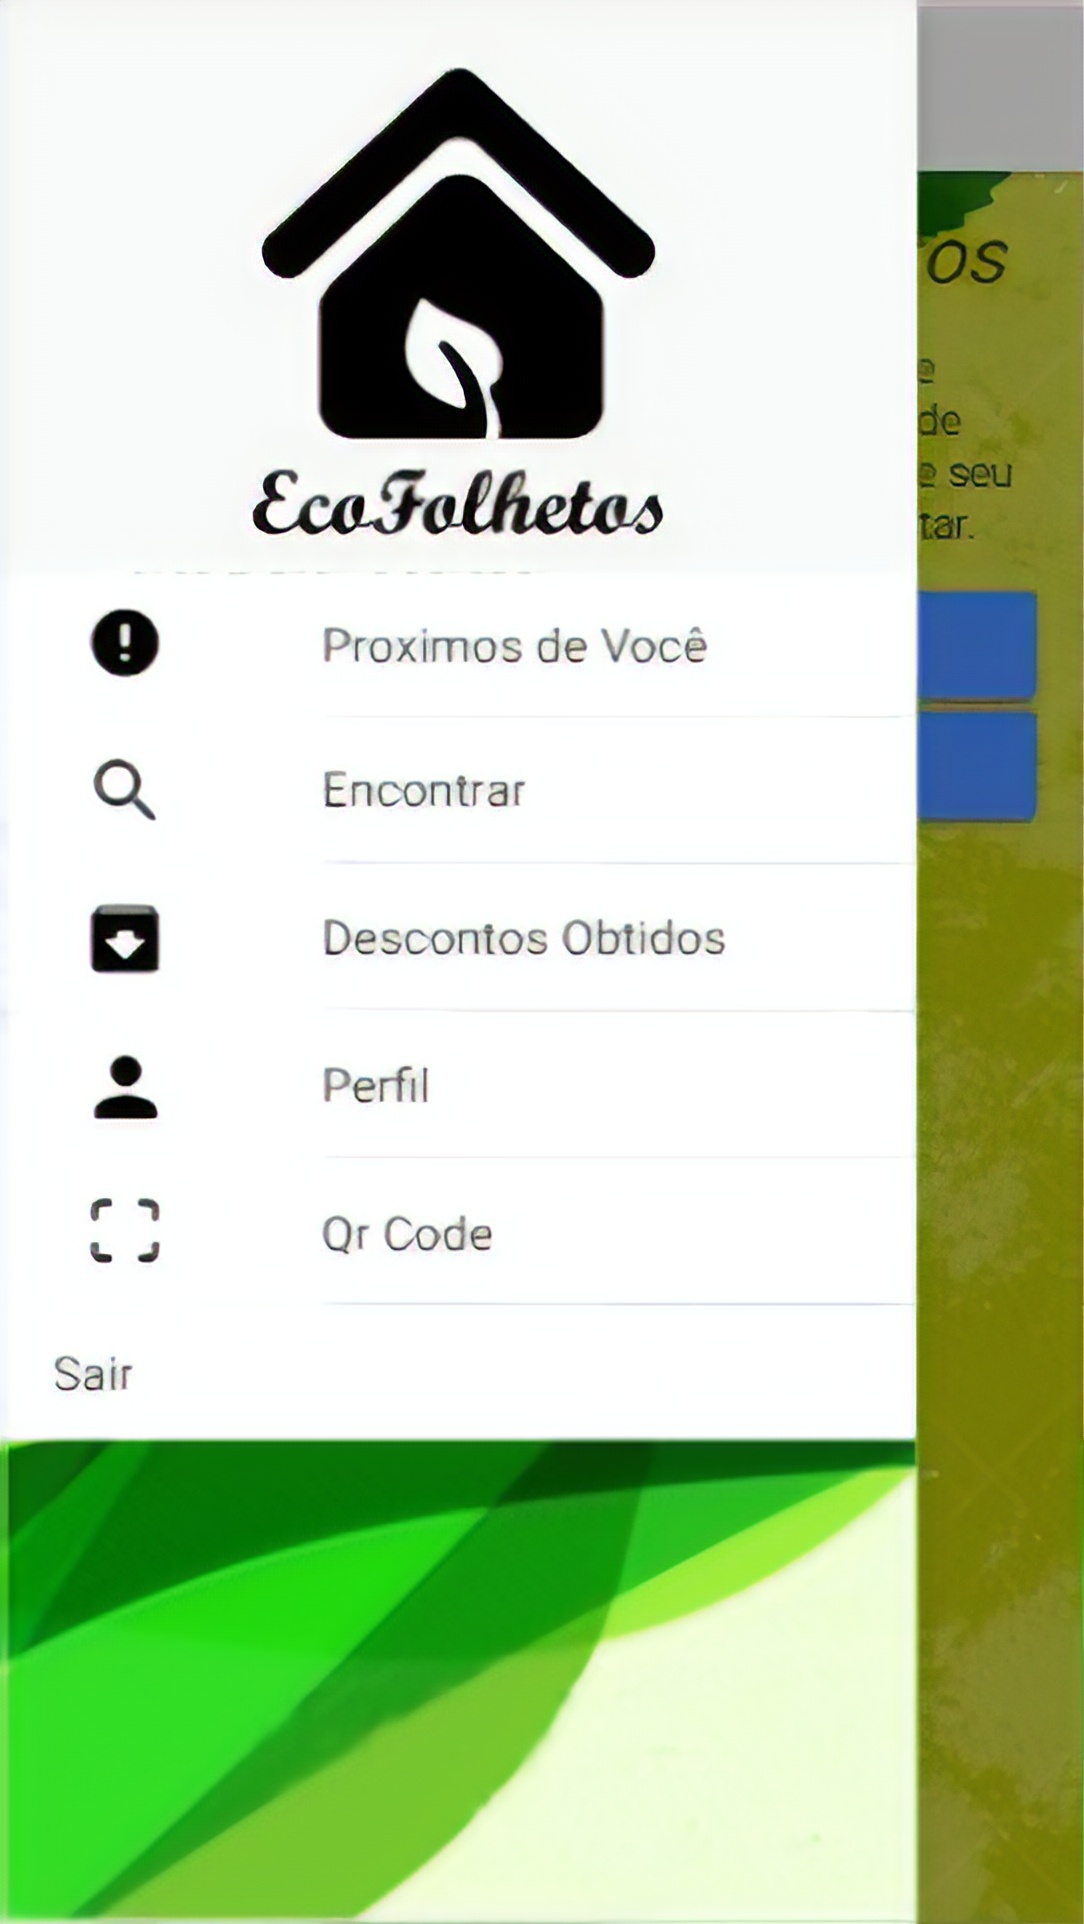 EcoFolhetos
Proximos de Você
Encontrar
Descontos Obtidos
Perfil
Qr Code
Sair
os
de
seu
tar.